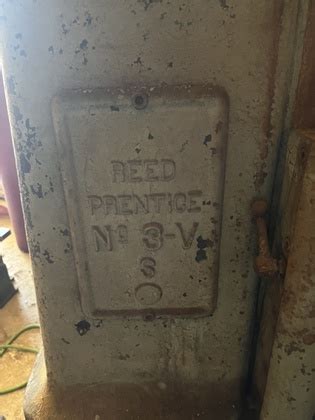 REED
PRENTICE
Nº 3-V
S